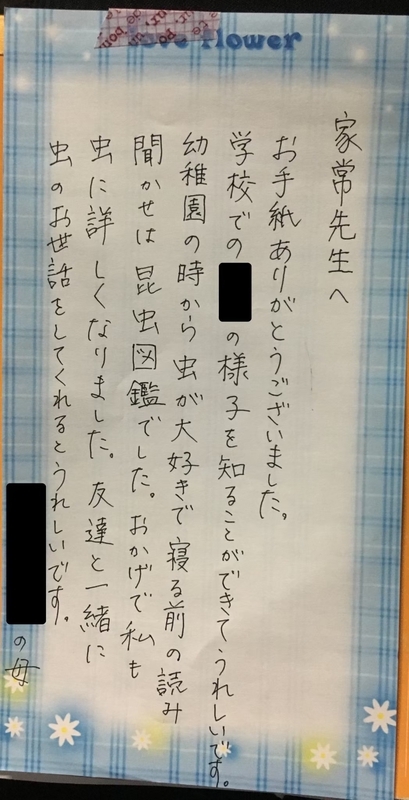 Love flower
家常先生へ
お手紙ありがとうございました。
学校での
の様子を知ることができてうれしいです。
幼稚園の時から虫が大好きで寝る前の読み
聞かせは昆虫図鑑でした。おかげで私も
虫に詳しくなりました。友達と一緒に
虫のお世話をしてくれるとうれしいです。
の母